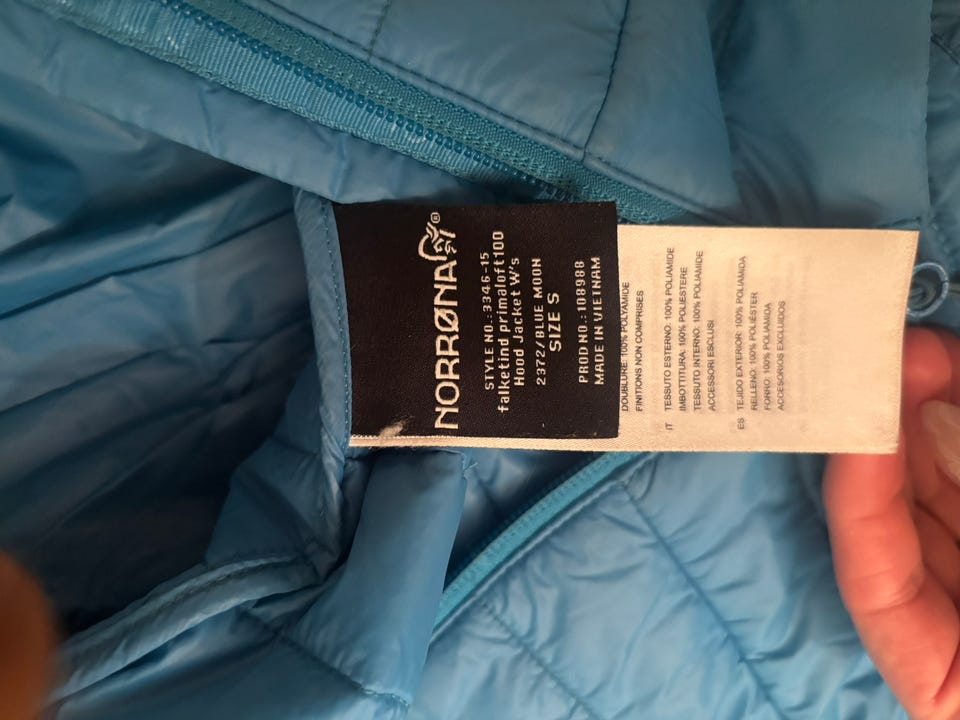 NORRØNA®
STYLE NO.: 3346-15
falketind primaloft100
Hood Jacket W's
2372/BLUE MOON
SIZE S
PROD NO.: 108988
MADE IN VIETNAM
DOUBLURE: 100% POLYAMIDE
FINITIONS NON COMPRISES
IT TESSUTO ESTERNO: 100% POLIAMIDE
IMBOTTITURA: 100% POLIESTERE
TESSUTO INTERNO: 100% POLIAMIDE
ACCESSORI ESCLUSI
ES TEJIDO EXTERIOR: 100% POLIAMIDA
RELLENO: 100% POLIÉSTER
FORRO: 100% POLIAMIDA
ACCESORIOS EXCLUIDOS